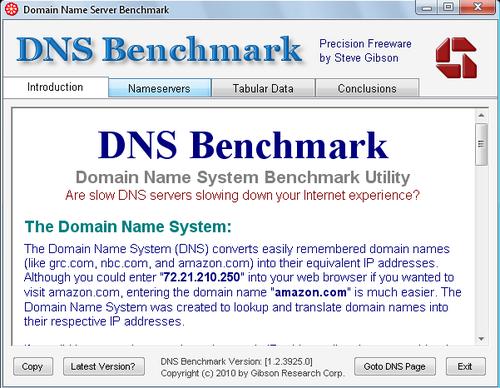 Domain Name Server Benchmark
DNS Benchmark
Precision Freeware
by Steve Gibson
Introduction
Nameservers
Tabular Data
Conclusions
DNS Benchmark
Domain Name System Benchmark Utility
Are slow DNS servers slowing down your Internet experience?
The Domain Name System:
The Domain Name System (DNS) converts easily remembered domain names
(like grc.com, nbc.com, and amazon.com) into their equivalent IP addresses.
Although you could enter "72.21.210.250" into your web browser if you wanted to
visit amazon.com, entering the domain name "amazon.com" is much easier. The
Domain Name System was created to lookup and translate domain names into
their respective IP addresses.
Copy
Latest Version?
DNS Benchmark Version: [1.2.3925.0]
Copyright (c) 2010 by Gibson Research Corp.
Goto DNS Page
Exit